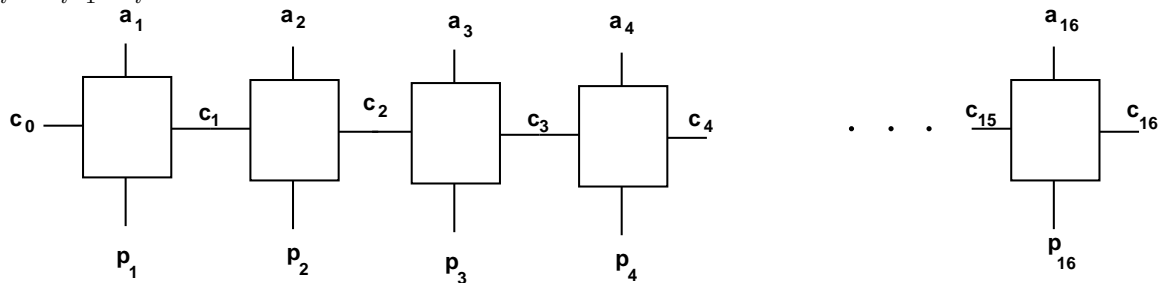 a1 a2 a3 a4 a16
c0 c1 c2 c3 c4 . . . c15 c16
p1 p2 p3 p4 p16